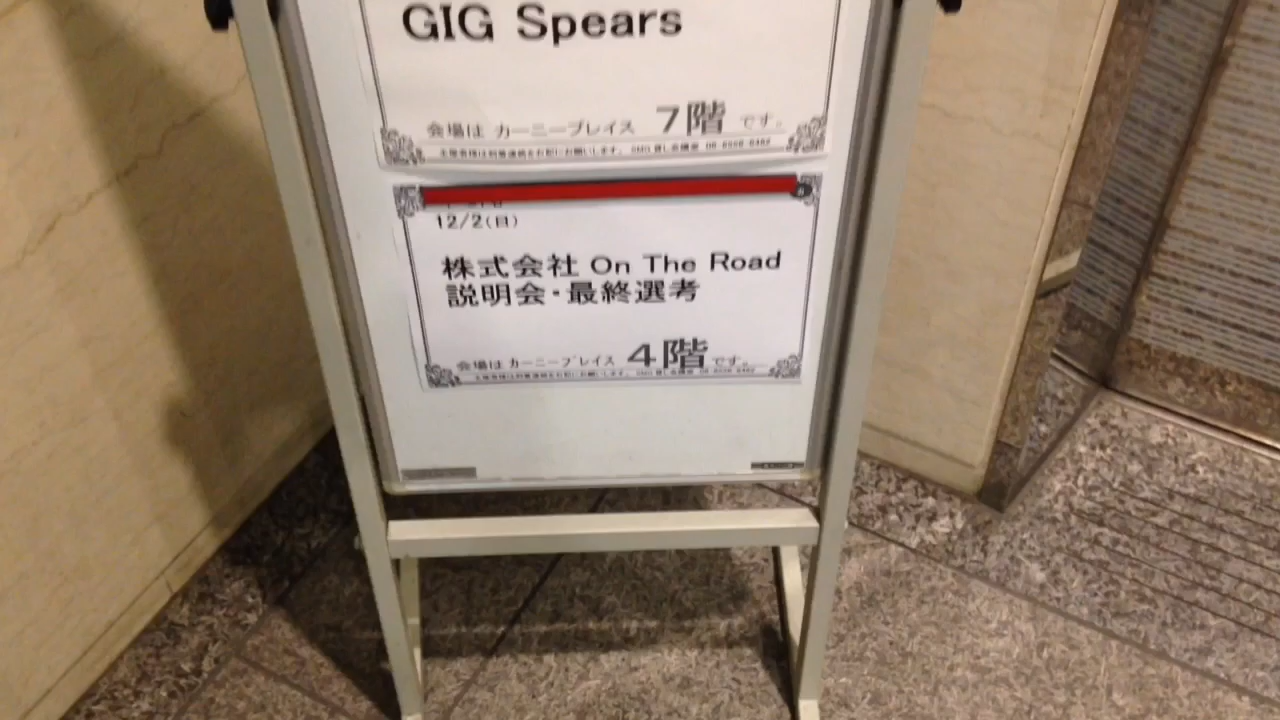 GIG Spears
会場は カーニープレイス 7階 です。
12/2(日)
株式会社 On The Road
説明会・最終選考
会場は カーニープレイス 4階 です。